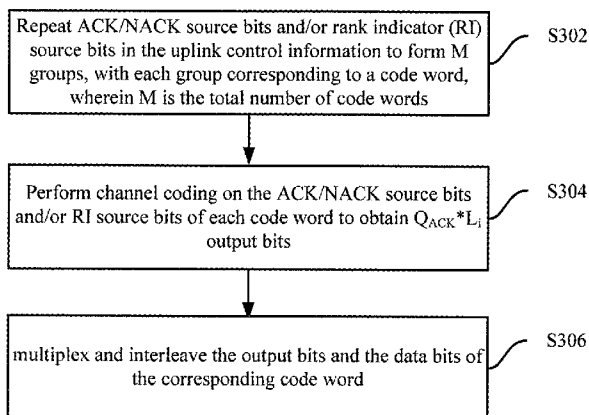 Repeat ACK/NACK source bits and/or rank indicator (RI)
source bits in the uplink control information to form M
groups, with each group corresponding to a code word,
wherein M is the total number of code words
S302
Perform channel coding on the ACK/NACK source bits
and/or RI source bits of each code word to obtain Q_ACK*L_i
output bits
S304
multiplex and interleave the output bits and the data bits of
the corresponding code word
S306